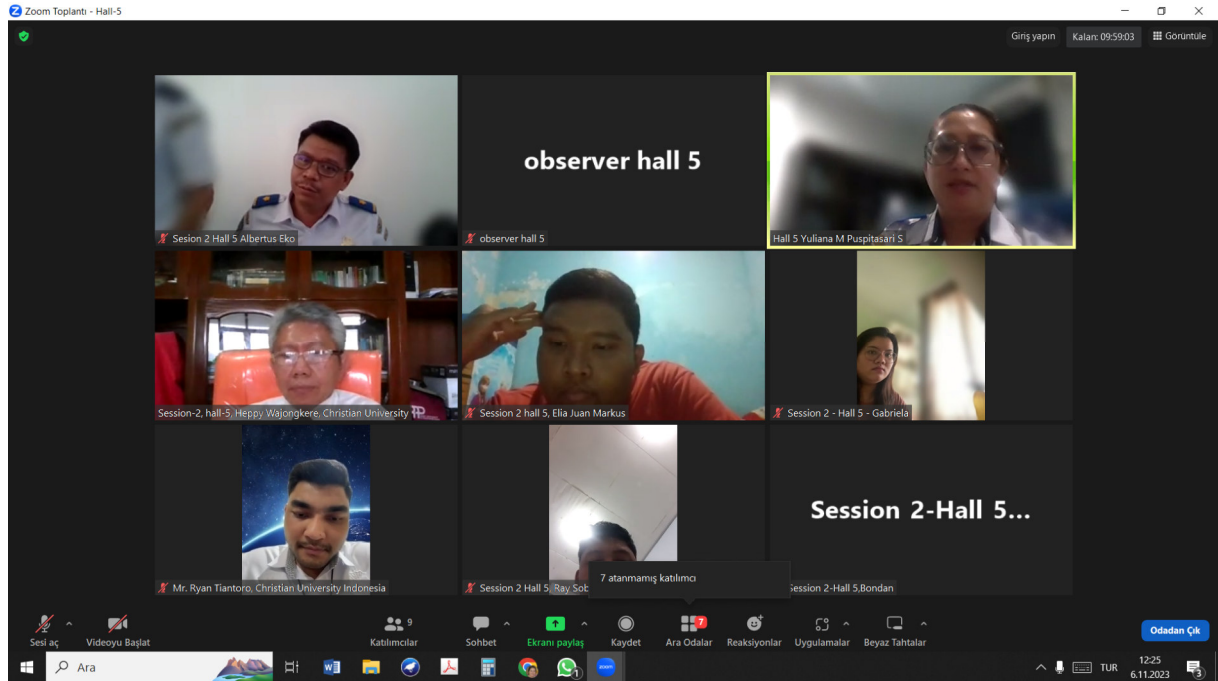 Zoom Toplantı - Hall-5
Giriş yapın
Kalan: 09:59:03
Görüntüle
Sesion 2 Hall 5 Albertus Eko
observer hall 5
observer hall 5
Hall 5 Yuliana M Puspitasari S
Session-2, hall-5, Heppy Wajongkere, Christian University
Session 2 hall 5, Elia Juan Markus
Session 2 - Hall 5 - Gabriela
Mr. Ryan Tiantoro, Christian University Indonesia
Session 2 Hall 5, Ray Sob
Session 2-Hall 5...
Session 2-Hall 5,Bondan
7 atanmamış katılımcı
Sesi aç
Videoyu Başlat
9
Katılımcılar
Sohbet
Ekranı paylaş
Kaydet
7
Ara Odalar
Reaksiyonlar
Uygulamalar
Beyaz Tahtalar
Odadan Çık
Ara
zoom
TUR
12:25
6.11.2023
3